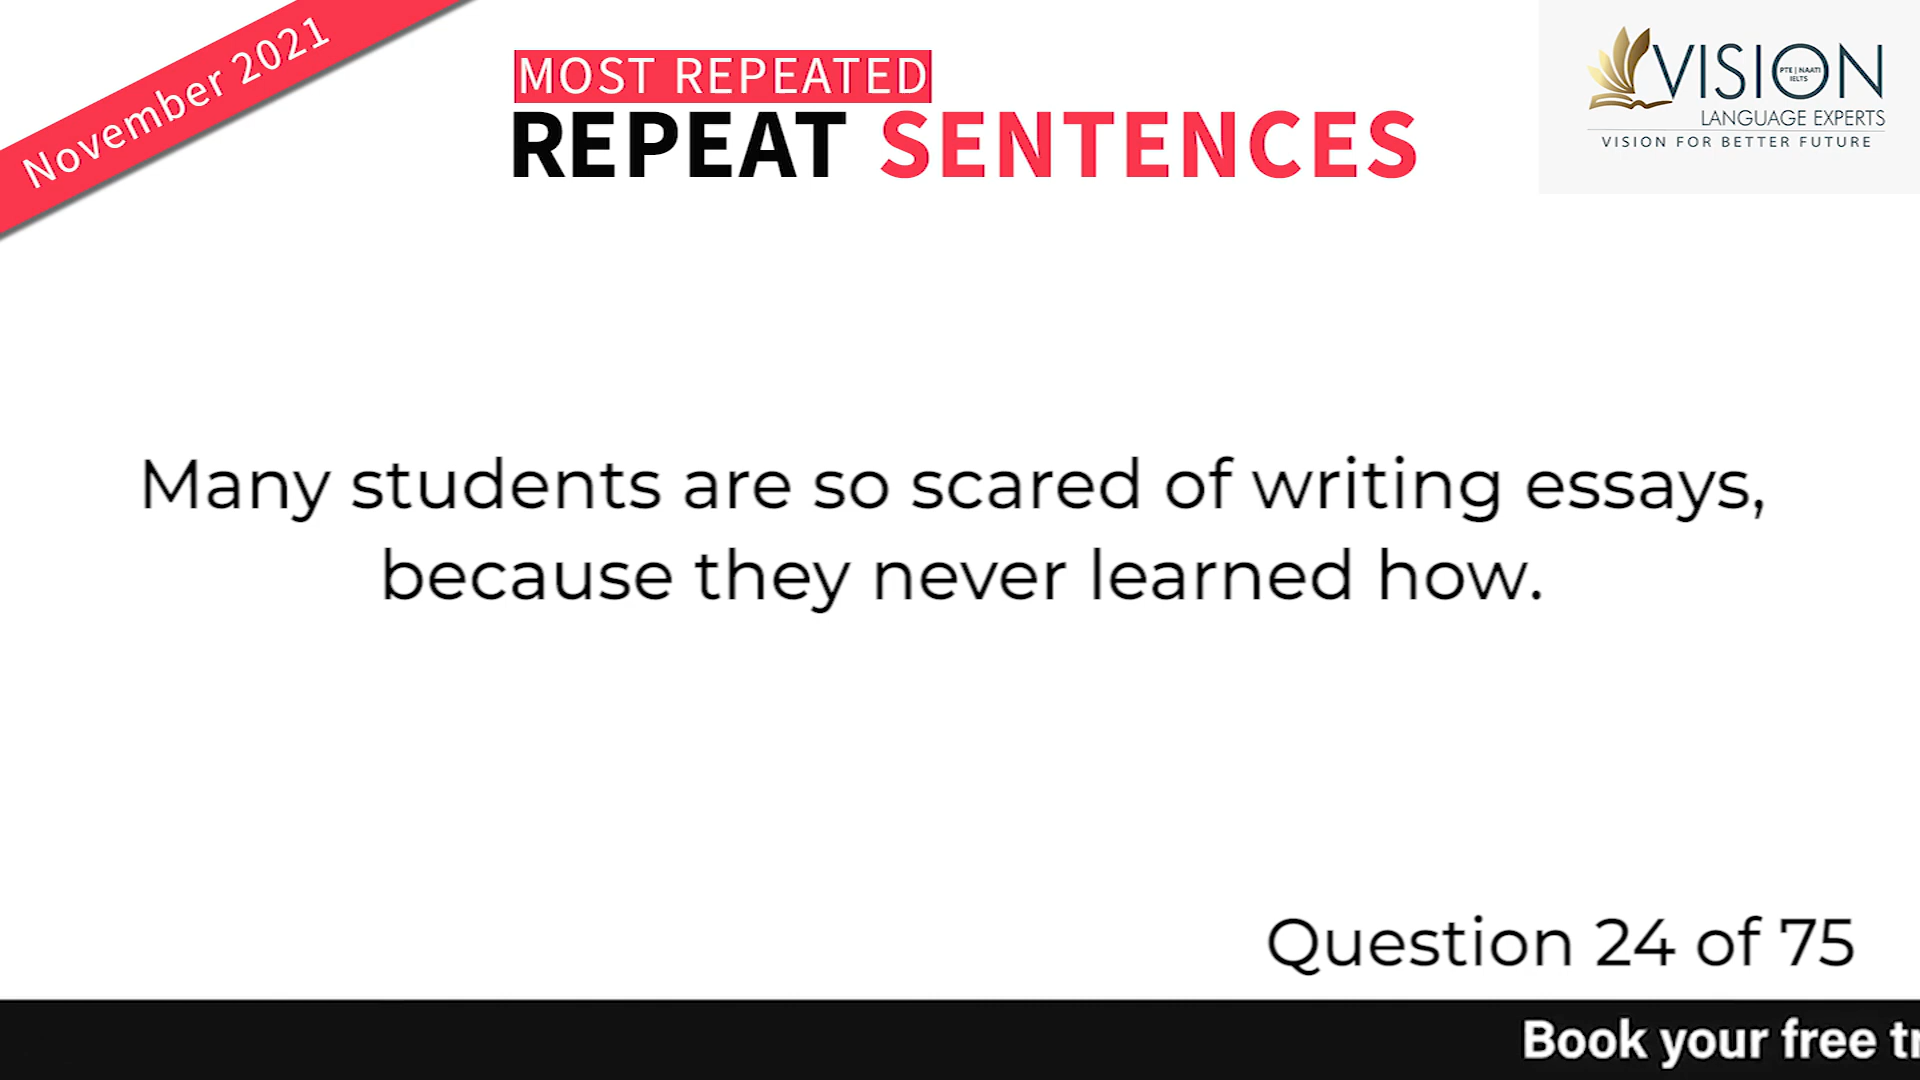 November 2021
MOST REPEATED
REPEAT SENTENCES
VISION
PTE | NAATI
IELTS
LANGUAGE EXPERTS
VISION FOR BETTER FUTURE
Many students are so scared of writing essays,
because they never learned how.
Question 24 of 75
Book your free